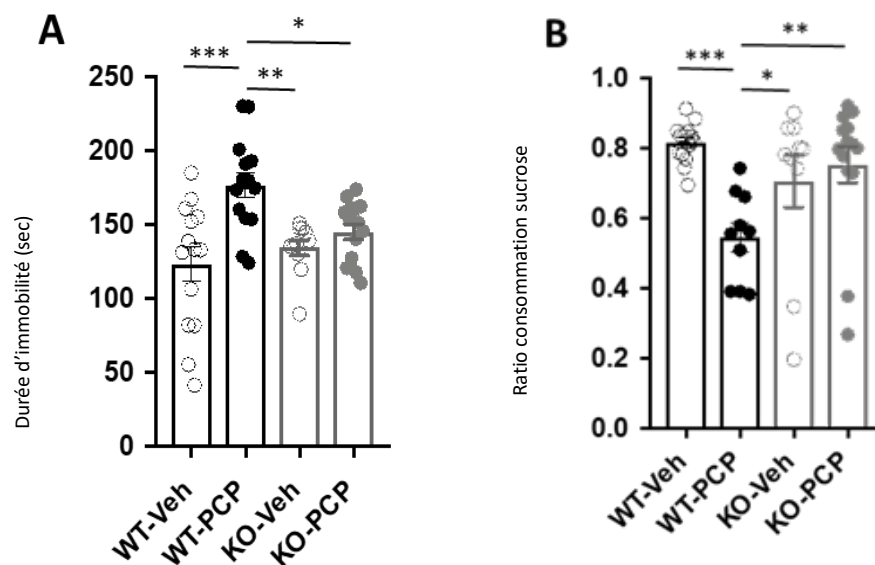 A
***
*
**
250
200
150
100
50
0
Durée d’immobilité (sec)
WT-Veh
WT-PCP
KO-Veh
KO-PCP
B
***
**
*
1.0
0.8
0.6
0.4
0.2
0.0
Ratio consommation sucrose
WT-Veh
WT-PCP
KO-Veh
KO-PCP